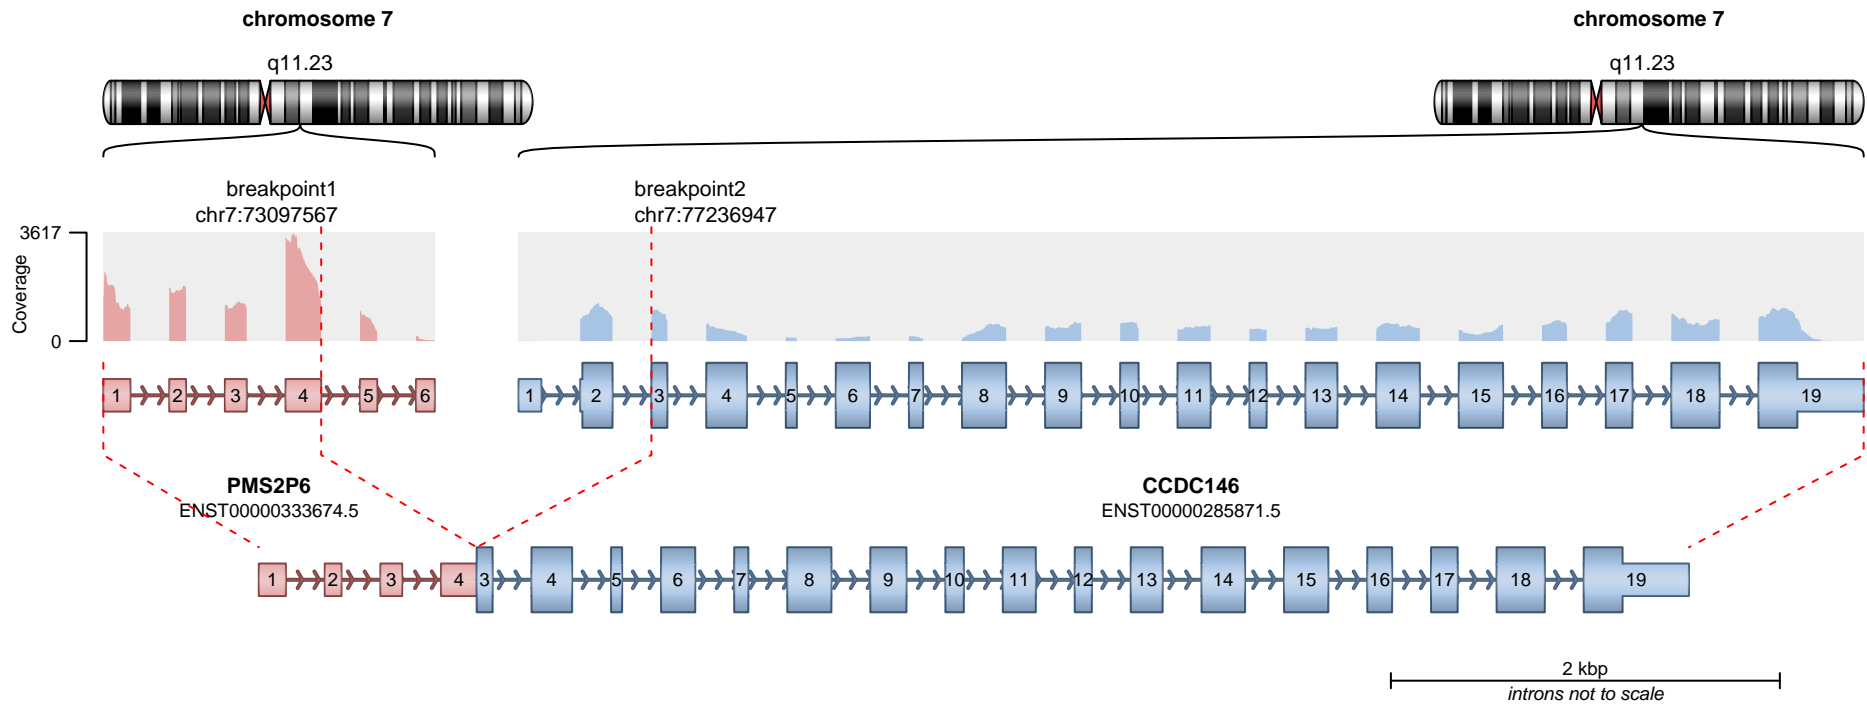 chromosome 7
chromosome 7
q11.23
q11.23
breakpoint1
chr7:73097567
breakpoint2
chr7:77236947
3617
Coverage
0
1 2 3 4 5 6
1 2 3 4 5 6 7 8 9 10 11 12 13 14 15 16 17 18 19
PMS2P6
ENST00000333674.5
CCDC146
ENST00000285871.5
1 2 3 4 3 4 5 6 7 8 9 10 11 12 13 14 15 16 17 18 19
2 kbp
introns not to scale